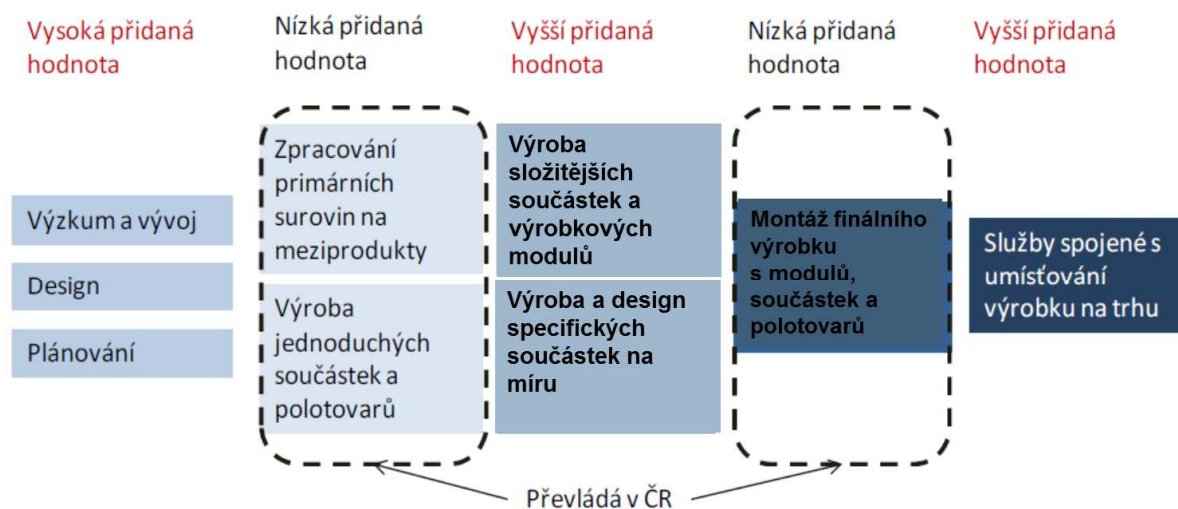 Vysoká přidaná
hodnota
Nízká přidaná
hodnota
Vyšší přidaná
hodnota
Nízká přidaná
hodnota
Vyšší přidaná
hodnota
Výzkum a vývoj
Design
Plánování
Zpracování
primárních
surovin na
meziprodukty
Výroba
jednoduchých
součástek a
polotovarů
Výroba
složitějších
součástek a
výrobkových
modulů
Výroba a design
specifických
součástek na
míru
Montáž finálního
výrobku
s modulů,
součástek a
polotovarů
Služby spojené s
umísťování
výrobku na trhu
Převládá v ČR